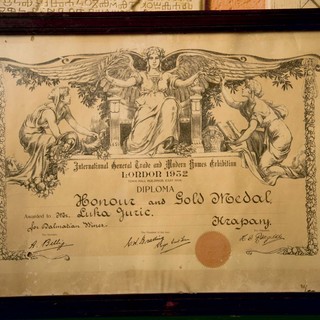 International General Trade and Modern Homes Exhibition
LONDON 1932
DIPLOMA
Honour and Gold Medal,
Awarded to Mr. Luka Juric. Krapany.
for Dalmatian Wines.